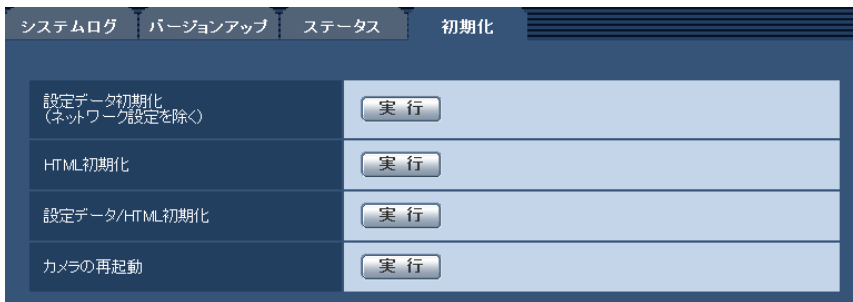 システムログ バージョンアップ ステータス 初期化
設定データ初期化
(ネットワーク設定を除く)
実行
HTML初期化
実行
設定データ/HTML初期化
実行
カメラの再起動
実行